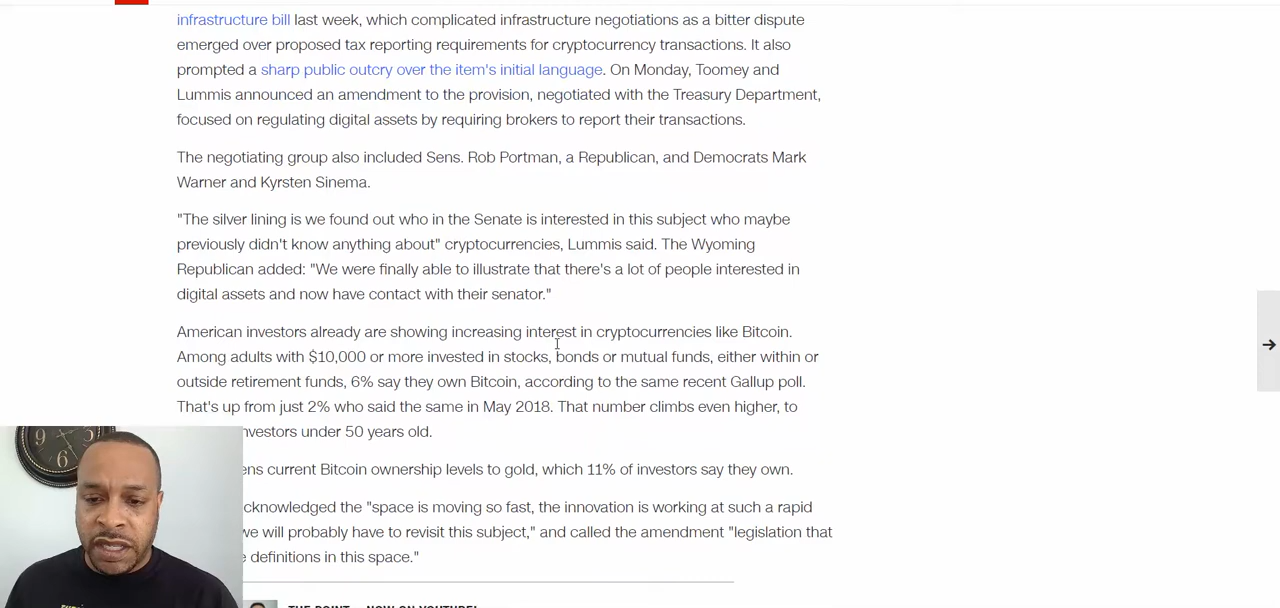 infrastructure bill last week, which complicated infrastructure negotiations as a bitter dispute
emerged over proposed tax reporting requirements for cryptocurrency transactions. It also
prompted a sharp public outcry over the item's initial language. On Monday, Toomey and
Lummis announced an amendment to the provision, negotiated with the Treasury Department,
focused on regulating digital assets by requiring brokers to report their transactions.
The negotiating group also included Sens. Rob Portman, a Republican, and Democrats Mark
Warner and Kyrsten Sinema.
"The silver lining is we found out who in the Senate is interested in this subject who maybe
previously didn't know anything about" cryptocurrencies, Lummis said. The Wyoming
Republican added: "We were finally able to illustrate that there's a lot of people interested in
digital assets and now have contact with their senator."
American investors already are showing increasing interest in cryptocurrencies like Bitcoin.
Among adults with $10,000 or more invested in stocks, bonds or mutual funds, either within or
outside retirement funds, 6% say they own Bitcoin, according to the same recent Gallup poll.
That's up from just 2% who said the same in May 2018. That number climbs even higher, to
nvestors under 50 years old.
ens current Bitcoin ownership levels to gold, which 11% of investors say they own.
cknowledged the "space is moving so fast, the innovation is working at such a rapid
we will probably have to revisit this subject," and called the amendment "legislation that
definitions in this space."
9
3
6